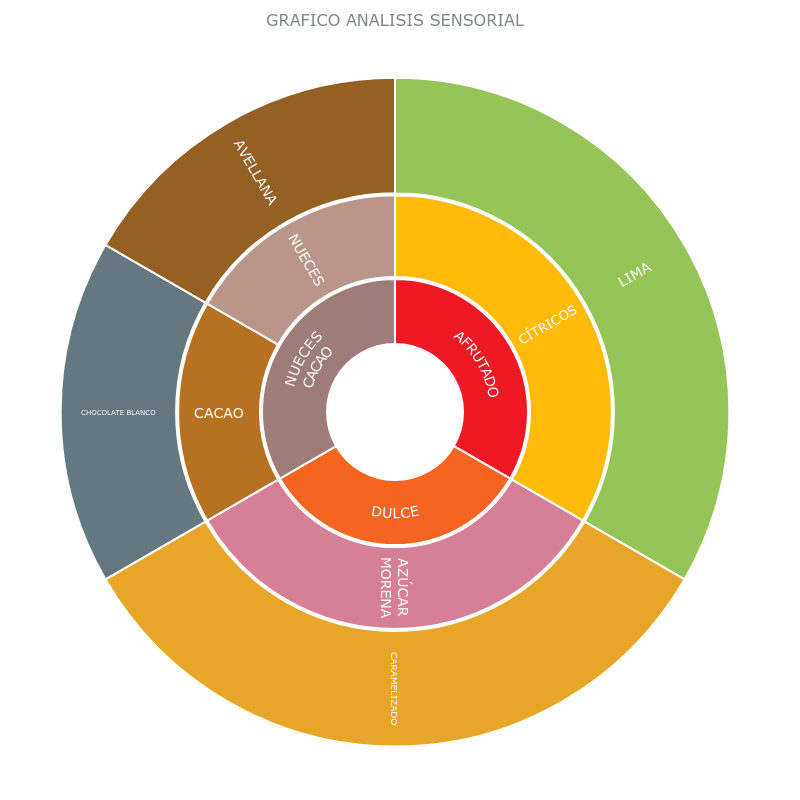 GRAFICO ANALISIS SENSORIAL
AVELLANA
LIMA
NUECES
CÍTRICOS
NUECES
CACAO
AFRUTADO
CHOCOLATE BLANCO
CACAO
DULCE
AZÚCAR
MORENA
CARAMELIZADO